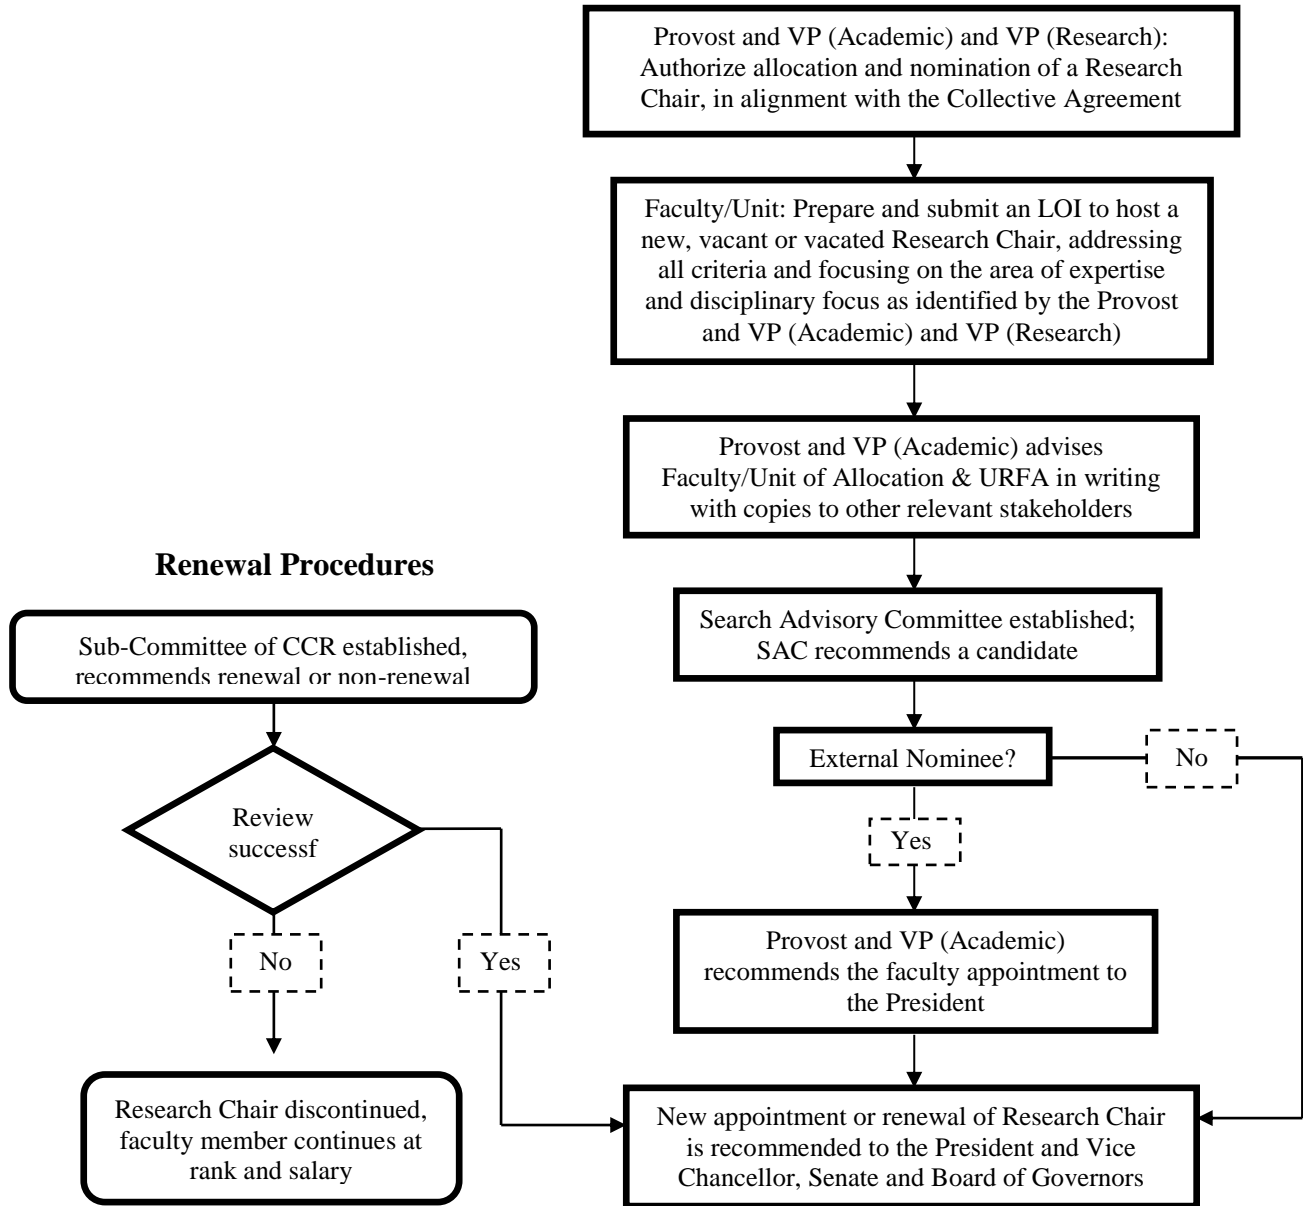 Provost and VP (Academic) and VP (Research):
Authorize allocation and nomination of a Research
Chair, in alignment with the Collective Agreement
Faculty/Unit: Prepare and submit an LOI to host a
new, vacant or vacated Research Chair, addressing
all criteria and focusing on the area of expertise
and disciplinary focus as identified by the Provost
and VP (Academic) and VP (Research)
Provost and VP (Academic) advises
Faculty/Unit of Allocation & URFA in writing
with copies to other relevant stakeholders
Search Advisory Committee established;
SAC recommends a candidate
External Nominee?
No
Yes
Provost and VP (Academic)
recommends the faculty appointment to
the President
New appointment or renewal of Research Chair
is recommended to the President and Vice
Chancellor, Senate and Board of Governors
Renewal Procedures
Sub-Committee of CCR established,
recommends renewal or non-renewal
Review
successf
No
Yes
Research Chair discontinued,
faculty member continues at
rank and salary